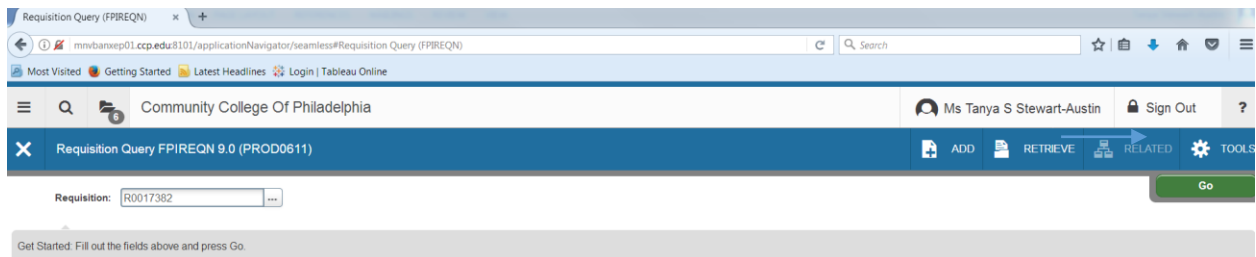 Requisition Query (FPIREQN) × +
mnvbanxep01.ccp.edu:8101/applicationNavigator/seamless#Requisition Query (FPIREQN) Search
Most Visited Getting Started Latest Headlines Login | Tableau Online
6 Community College Of Philadelphia Ms Tanya S Stewart-Austin Sign Out ?
X Requisition Query FPIREQN 9.0 (PROD0611) ADD RETRIEVE RELATED TOOLS
Requisition: R0017382 ... Go
Get Started: Fill out the fields above and press Go.